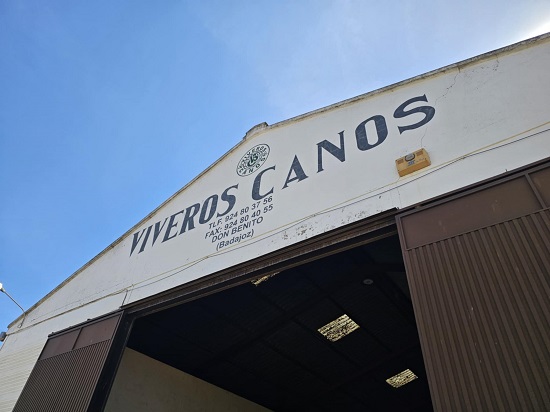 VIVEROS CANOS
TLF. 924 80 37 56
FAX: 924 80 40 55
DON BENITO
(Badajoz)